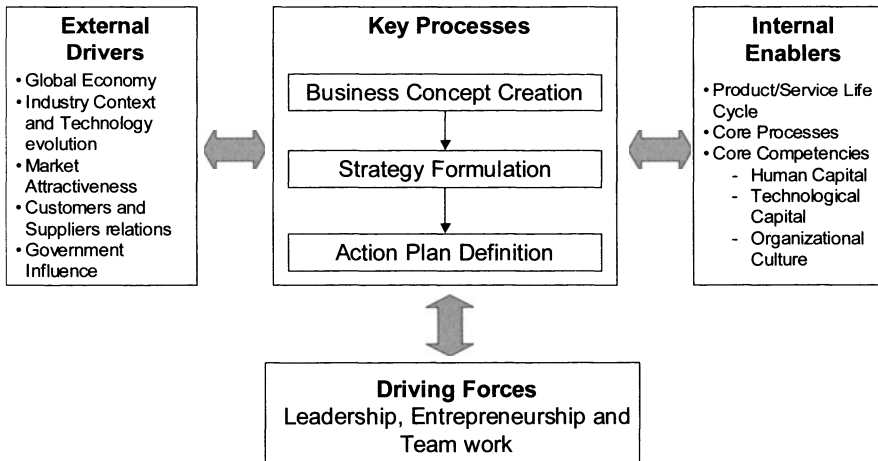 External
Drivers
• Global Economy
• Industry Context
and Technology
evolution
• Market
Attractiveness
• Customers and
Suppliers relations
• Government
Influence
Key Processes
Business Concept Creation
Strategy Formulation
Action Plan Definition
Internal
Enablers
• Product/Service Life
Cycle
• Core Processes
• Core Competencies
- Human Capital
- Technological
Capital
- Organizational
Culture
Driving Forces
Leadership, Entrepreneurship and
Team work